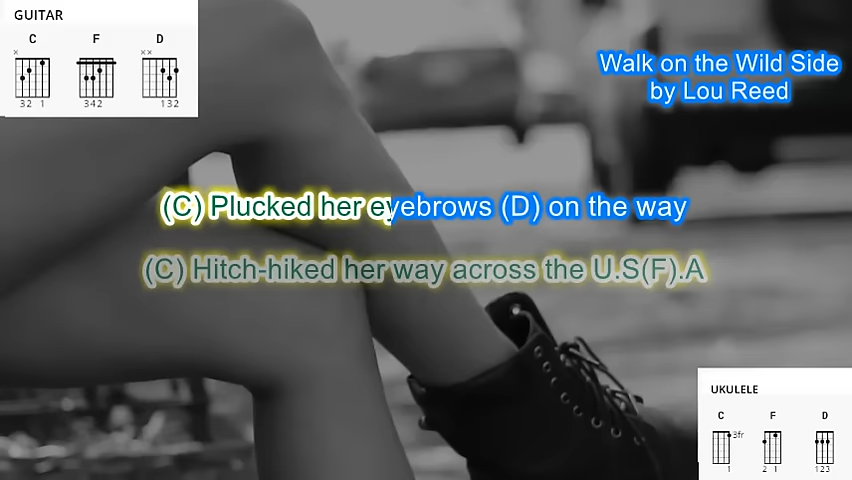 GUITAR
C F D
x xx
32 1 342 132
Walk on the Wild Side
by Lou Reed
(C) Plucked her eyebrows (D) on the way
(C) Hitch-hiked her way across the U.S(F).A
UKULELE
C F D
3fr
1 2 1 123